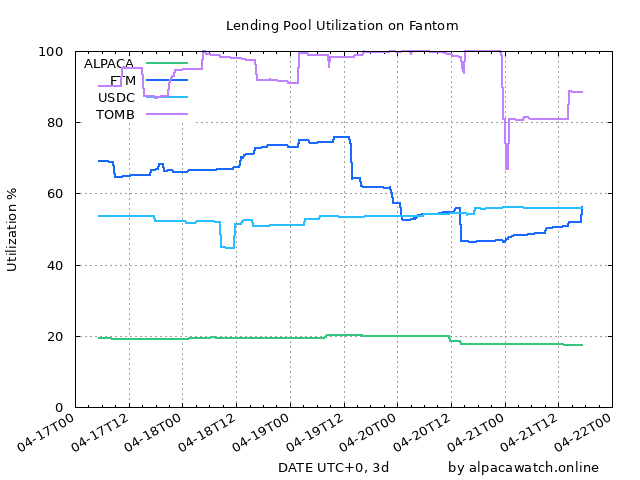 Lending Pool Utilization on Fantom
100
80
60
40
20
0
Utilization %
ALPACA
FTM
USDC
TOMB
04-17T00
04-17T12
04-18T00
04-18T12
04-19T00
04-19T12
04-20T00
04-20T12
04-21T00
04-21T12
04-22T00
DATE UTC+0, 3d
by alpacawatch.online